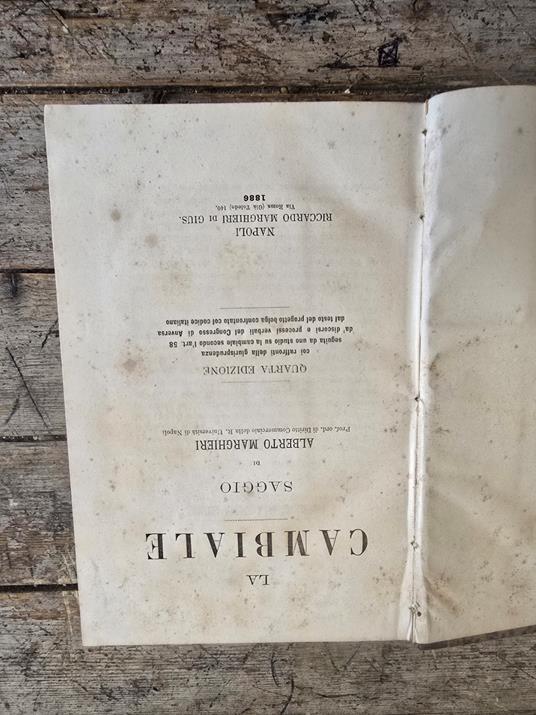 LA
CAMBIALE
SAGGIO
DI
ALBERTO MARGHIERI
Prof. ord. di Diritto Commerciale della R. Università di Napoli
QUARTA EDIZIONE
coi raffronti della giurisprudenza
seguita da uno studio su la cambiale secondo l'art. 58
da' discorsi e processi verbali del Congresso di Anversa
dal testo del progetto belga confrontato col codice italiano
NAPOLI
RICCARDO MARGHIERI DI GIUS.
Via Roma (Già Toledo) 140.
1886